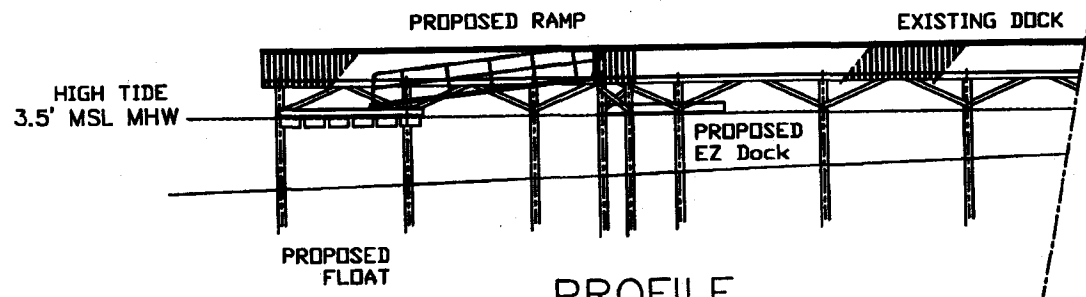 PROPOSED RAMP
EXISTING DOCK
HIGH TIDE
3.5' MSL MHW
PROPOSED
EZ Dock
PROPOSED
FLOAT
PROFILE